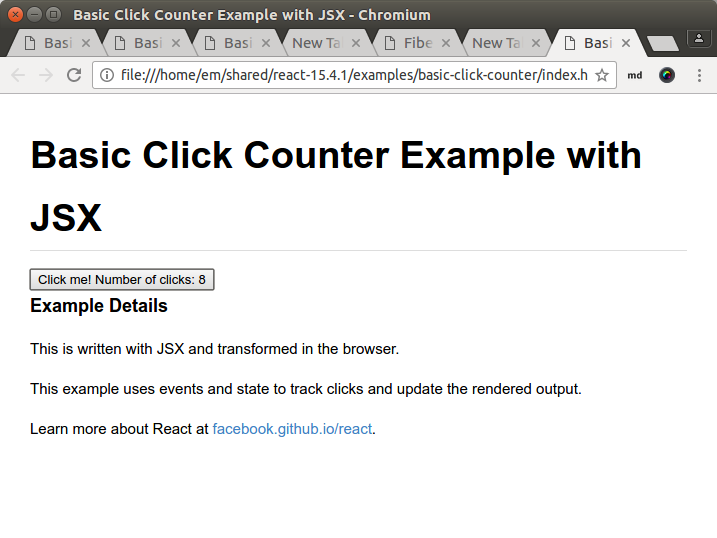 Basic Click Counter Example with JSX - Chromium
Basi
Basi
Basi
New Ta
Fibe
New Ta
Basi
file:///home/em/shared/react-15.4.1/examples/basic-click-counter/index.h
md
Basic Click Counter Example with
JSX
Click me! Number of clicks: 8
Example Details
This is written with JSX and transformed in the browser.
This example uses events and state to track clicks and update the rendered output.
Learn more about React at facebook.github.io/react.